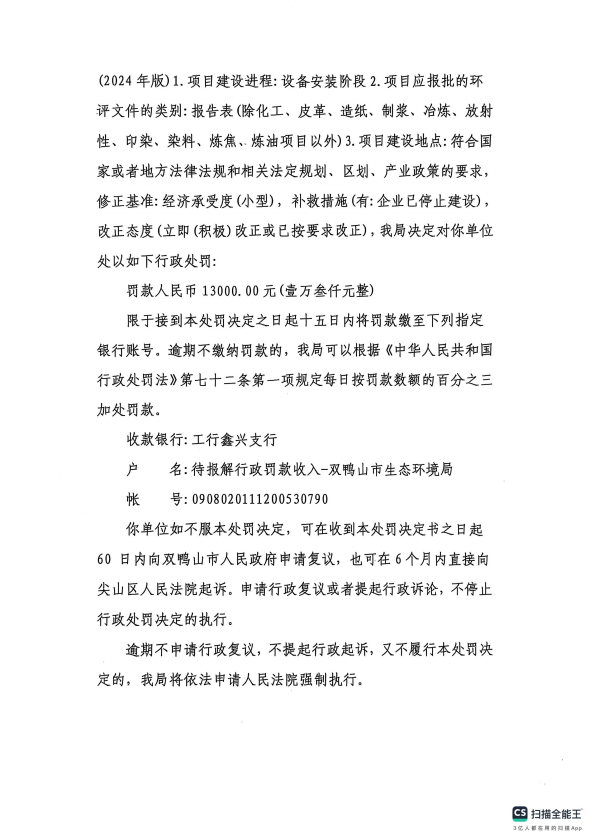 (2024年版)1.项目建设进程:设备安装阶段2.项目应报批的环
评文件的类别:报告表(除化工、皮革、造纸、制浆、冶炼、放射
性、印染、染料、炼焦、炼油项目以外)3.项目建设地点:符合国
家或者地方法律法规和相关法定规划、区划、产业政策的要求，
修正基准:经济承受度(小型)，补救措施(有:企业已停止建设)，
改正态度(立即(积极)改正或已按要求改正)，我局决定对你单位
处以如下行政处罚:
罚款人民币13000.00元(壹万叁仟元整)
限于接到本处罚决定之日起十五日内将罚款缴至下列指定
银行账号。逾期不缴纳罚款的，我局可以根据《中华人民共和国
行政处罚法》第七十二条第一项规定每日按罚款数额的百分之三
加处罚款。
收款银行:工行鑫兴支行
户 名:待报解行政罚款收入-双鸭山市生态环境局
帐 号:0908020111200530790
你单位如不服本处罚决定，可在收到本处罚决定书之日起
60 日内向双鸭山市人民政府申请复议，也可在6个月内直接向
尖山区人民法院起诉。申请行政复议或者提起行政诉讼，不停止
行政处罚决定的执行。
逾期不申请行政复议，不提起行政起诉，又不履行本处罚决
定的，我局将依法申请人民法院强制执行。
CS 扫描全能王
3亿人都在用的扫描App